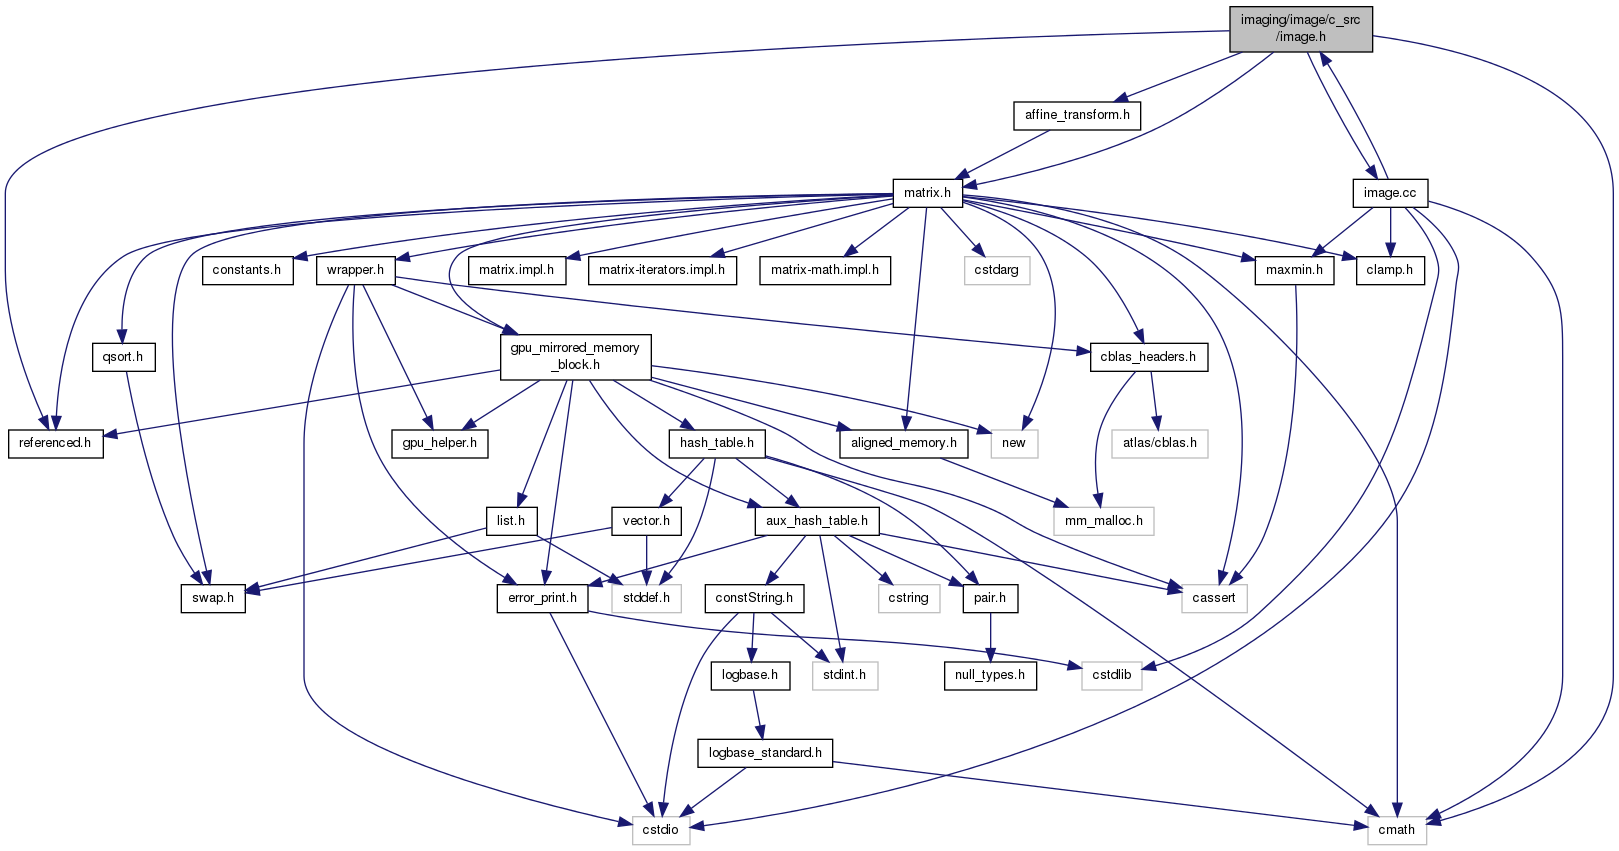 imaging/image/c_src
/image.h
affine_transform.h
matrix.h
image.cc
constants.h
wrapper.h
matrix.impl.h
matrix-iterators.impl.h
matrix-math.impl.h
cstdarg
maxmin.h
clamp.h
qsort.h
gpu_mirrored_memory
_block.h
cblas_headers.h
referenced.h
gpu_helper.h
hash_table.h
aligned_memory.h
new
atlas/cblas.h
list.h
vector.h
aux_hash_table.h
mm_malloc.h
swap.h
error_print.h
stddef.h
constString.h
cstring
pair.h
cassert
logbase.h
stdint.h
null_types.h
cstdlib
logbase_standard.h
cstdio
cmath